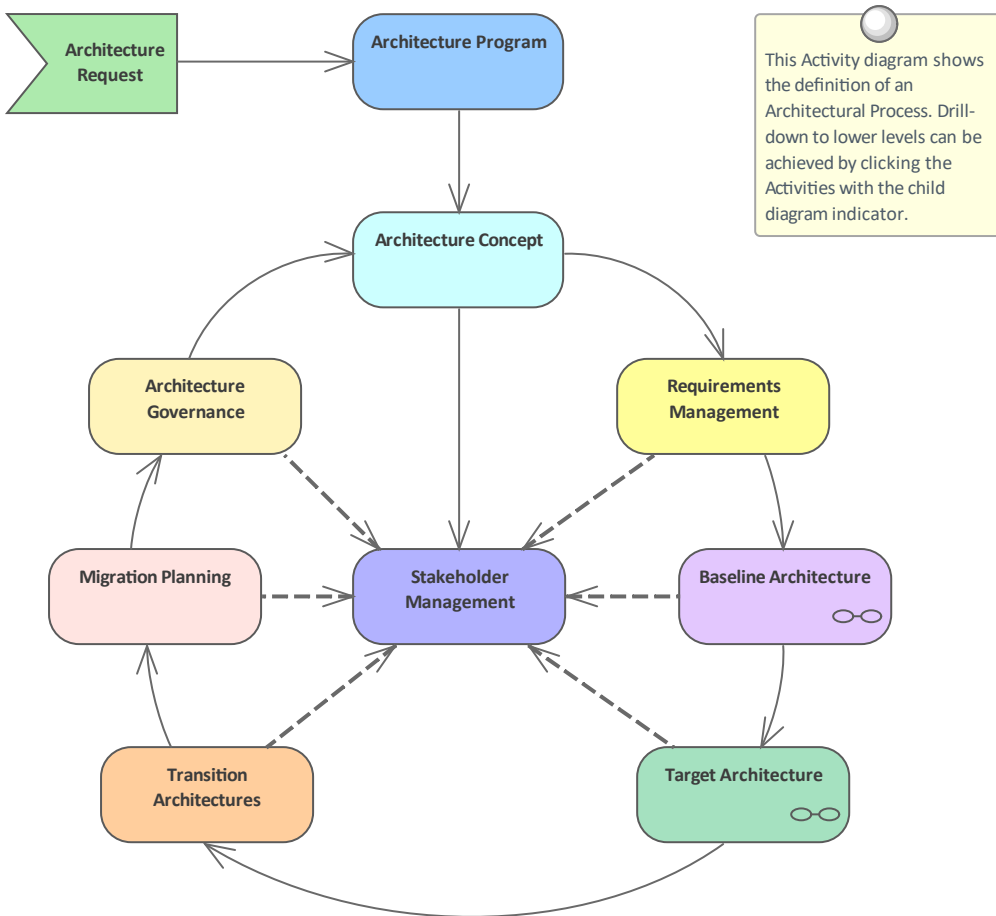 Architecture
Request
Architecture Program
This Activity diagram shows
the definition of an
Architectural Process. Drill-
down to lower levels can be
achieved by clicking the
Activities with the child
diagram indicator.
Architecture Concept
Architecture
Governance
Requirements
Management
Migration Planning
Stakeholder
Management
Baseline Architecture
Transition
Architectures
Target Architecture